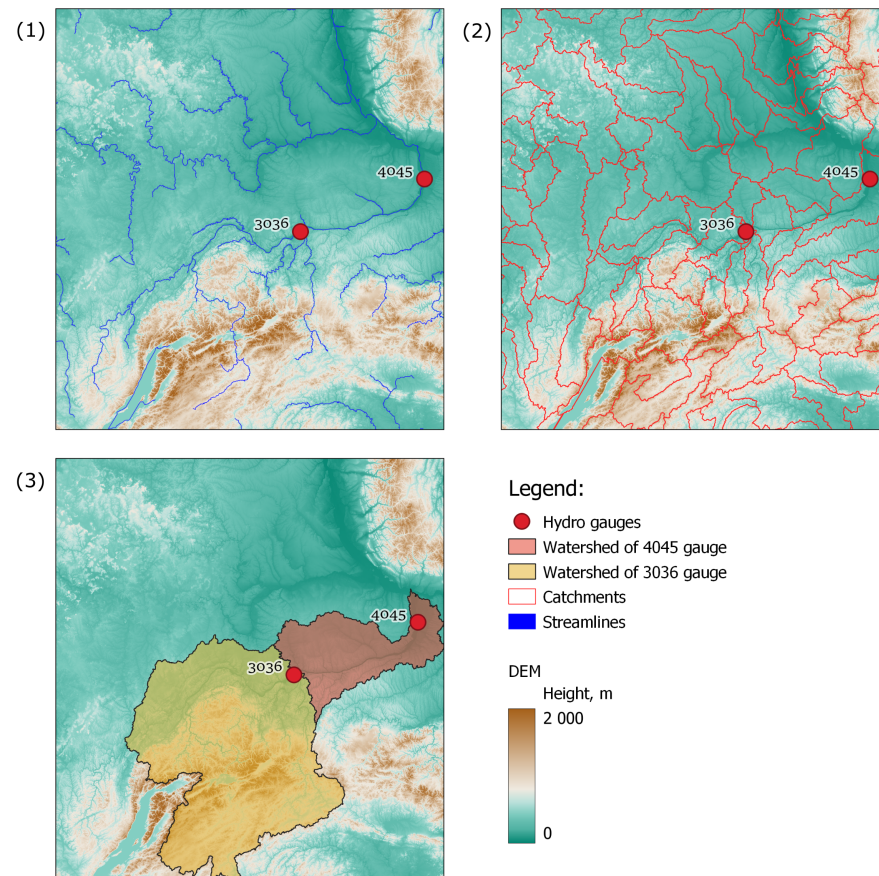 (1)
4045
3036
(2)
4045
3036
(3)
4045
3036
Legend:
Hydro gauges
Watershed of 4045 gauge
Watershed of 3036 gauge
Catchments
Streamlines
DEM
Height, m
2 000
0